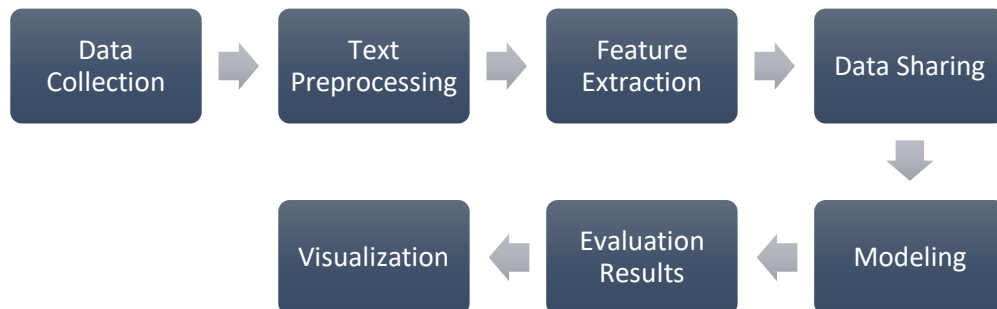 Data
Collection
Text
Preprocessing
Feature
Extraction
Data Sharing
Modeling
Evaluation
Results
Visualization